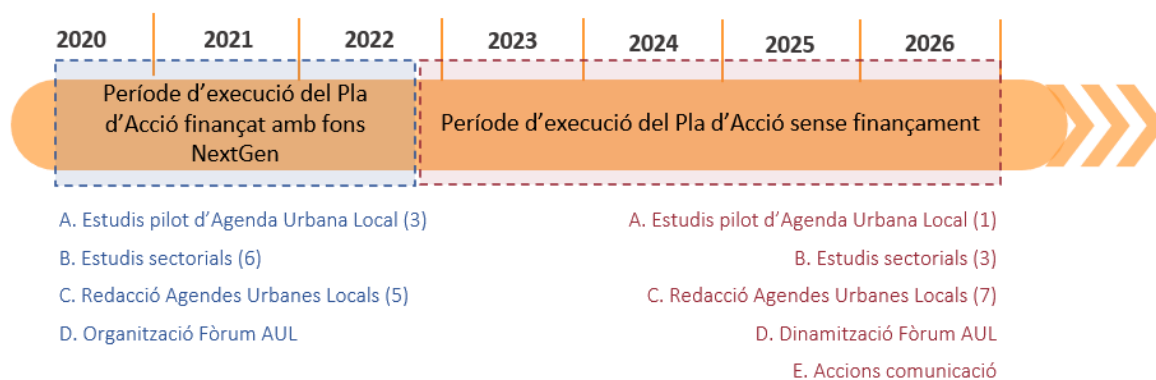 2020 2021 2022 2023 2024 2025 2026
Període d’execució del Pla
d’Acció finançat amb fons
NextGen
Període d’execució del Pla d’Acció sense finançament
A. Estudis pilot d’Agenda Urbana Local (3)
B. Estudis sectorials (6)
C. Redacció Agendes Urbanes Locals (5)
D. Organització Fòrum AUL
A. Estudis pilot d’Agenda Urbana Local (1)
B. Estudis sectorials (3)
C. Redacció Agendes Urbanes Locals (7)
D. Dinamització Fòrum AUL
E. Accions comunicació